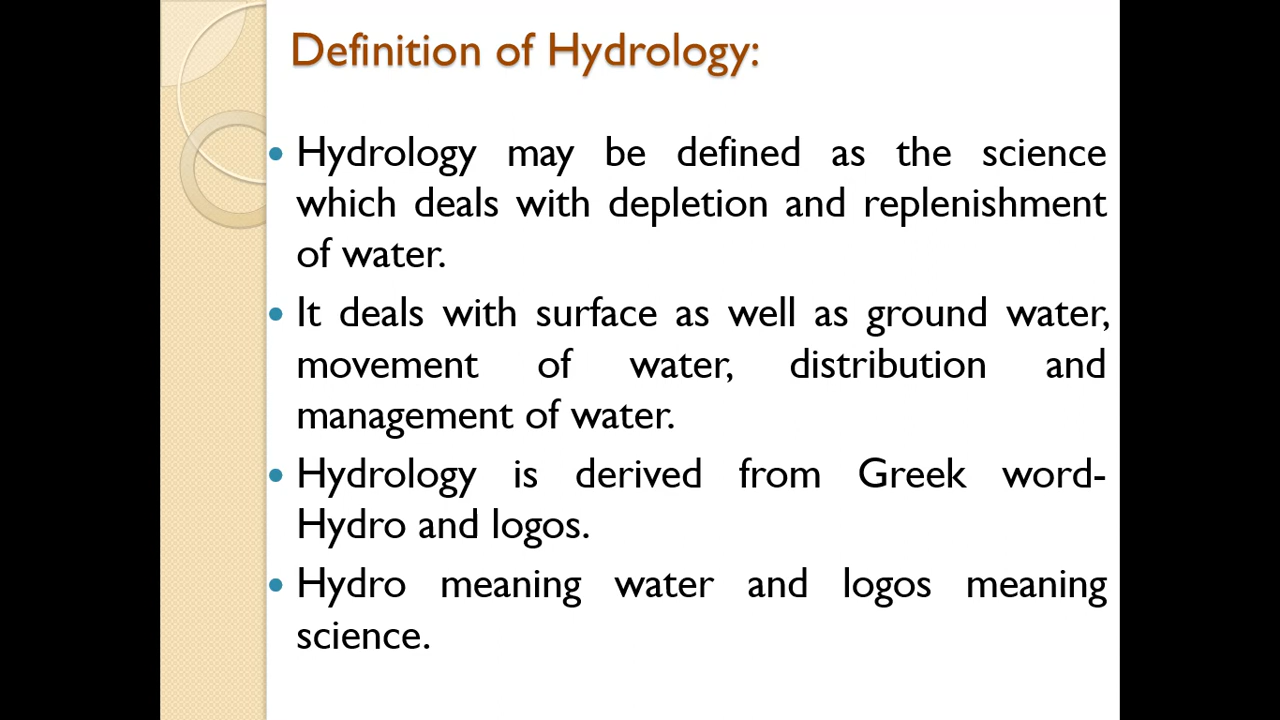 Definition of Hydrology:
• Hydrology may be defined as the science
which deals with depletion and replenishment
of water.
• It deals with surface as well as ground water,
movement of water, distribution and
management of water.
• Hydrology is derived from Greek word-
Hydro and logos.
• Hydro meaning water and logos meaning
science.